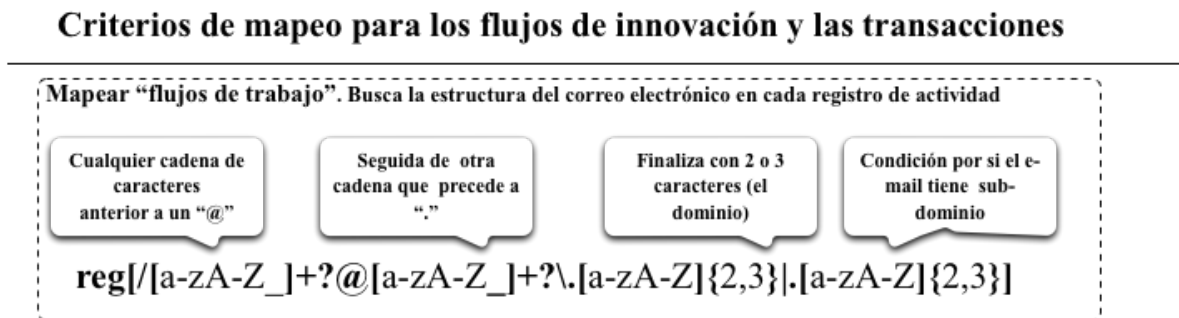 Criterios de mapeo para los flujos de innovación y las transacciones
Mapear “flujos de trabajo”. Busca la estructura del correo electrónico en cada registro de actividad
Cualquier cadena de
caracteres
anterior a un “@”
Seguida de otra
cadena que precede a
“.”
Finaliza con 2 o 3
caracteres (el
dominio)
Condición por si el e-
mail tiene sub-
dominio
reg[/[a-zA-Z_]+?@[a-zA-Z_]+?\.[a-zA-Z]{2,3}|.[a-zA-Z]{2,3}]